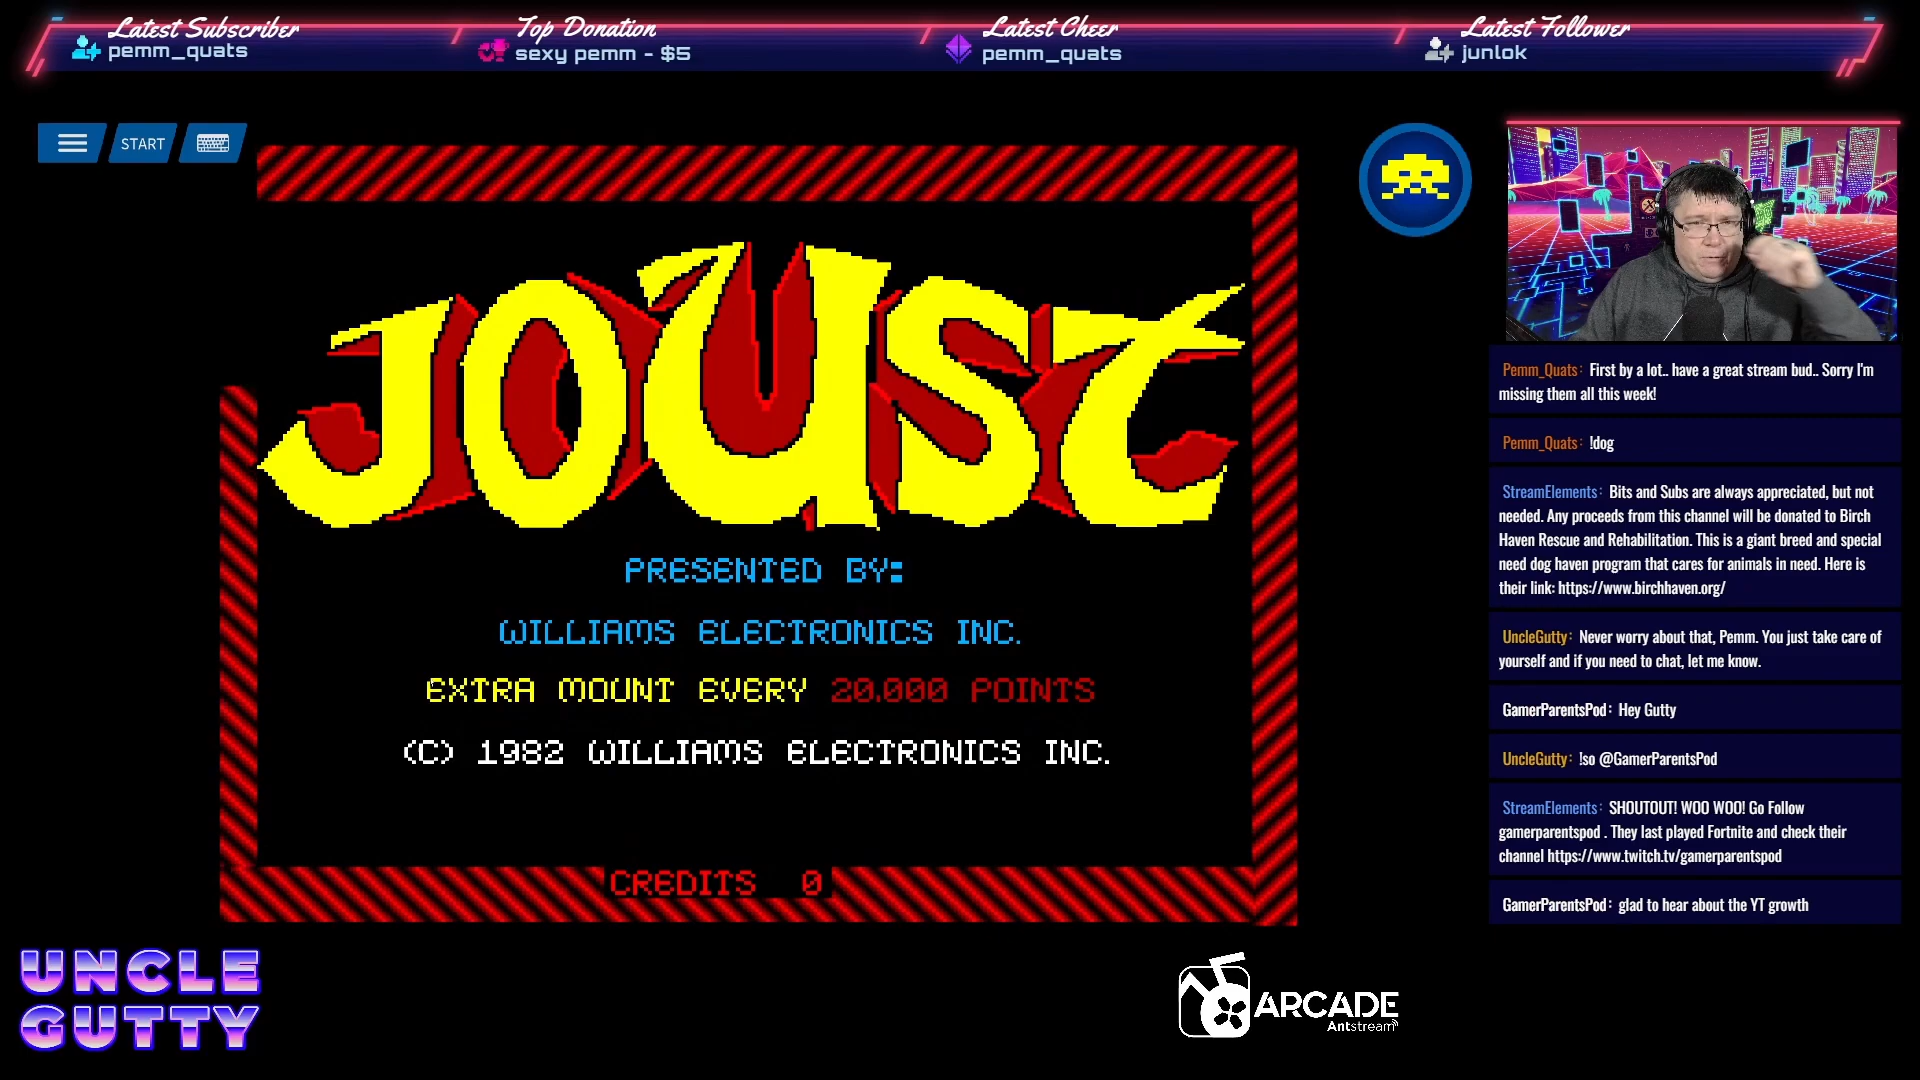 Latest Subscriber
pemm_quats
Top Donation
sexy pemm - $5
Latest Cheer
pemm_quats
Latest Follower
junlok
START
JOUST
PRESENTED BY:
WILLIAMS ELECTRONICS INC.
EXTRA MOUNT EVERY 20,000 POINTS
(C) 1982 WILLIAMS ELECTRONICS INC.
CREDITS 0
Pemm_Quats: First by a lot.. have a great stream bud.. Sorry I'm
missing them all this week!
Pemm_Quats: !dog
StreamElements: Bits and Subs are always appreciated, but not
needed. Any proceeds from this channel will be donated to Birch
Haven Rescue and Rehabilitation. This is a giant breed and special
need dog haven program that cares for animals in need. Here is
their link: https://www.birchhaven.org/
UncleGutty: Never worry about that, Pemm. You just take care of
yourself and if you need to chat, let me know.
GamerParentsPod: Hey Gutty
UncleGutty: !so @GamerParentsPod
StreamElements: SHOUTOUT! WOO WOO! Go Follow
gamerparentspod . They last played Fortnite and check their
channel https://www.twitch.tv/gamerparentspod
GamerParentsPod: glad to hear about the YT growth
UNCLE
GUTTY
ARCADE
Antstream